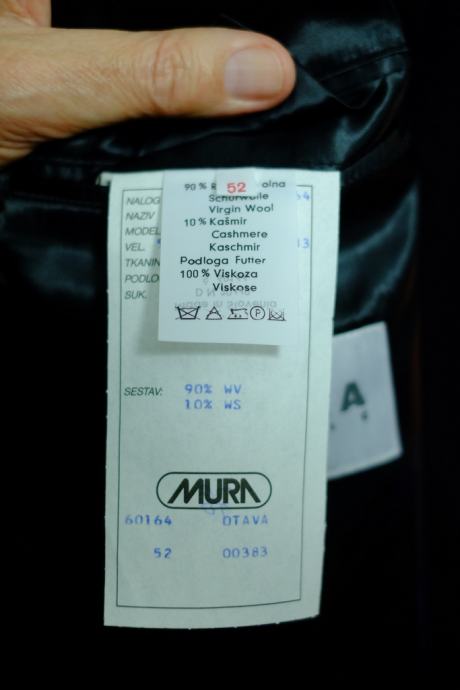 52
90%
Schurwolle
Virgin Wool
10% Kašmir
Cashmere
Kaschmir
Podloga Futter
100% Viskoza
Viskose
P
NALOG
NAZIV
MODEL
VEL.
TKANIN
PODLO
SUK.
SESTAV: 90% WV
10% WS
MURA
60164 OTAVA
52 00383
A